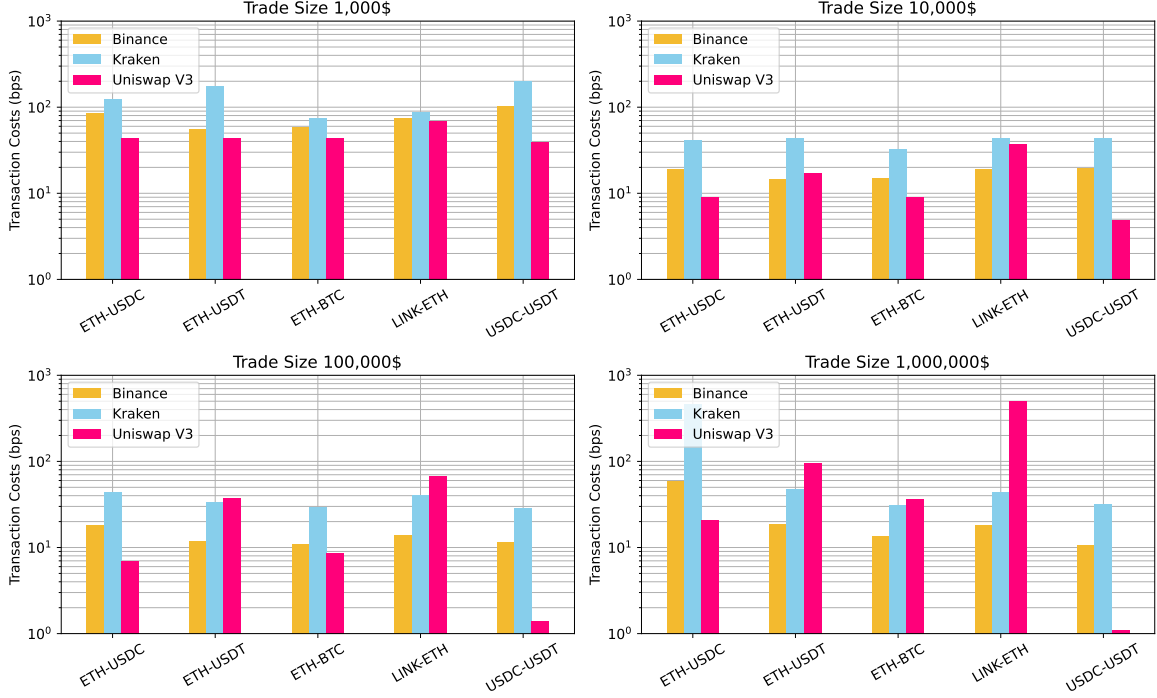 Trade Size 1,000$
Transaction Costs (bps)
10³
10²
10¹
10⁰
Binance
Kraken
Uniswap V3
ETH-USDC
ETH-USDT
ETH-BTC
LINK-ETH
USDC-USDT
Trade Size 10,000$
Transaction Costs (bps)
10³
10²
10¹
10⁰
Binance
Kraken
Uniswap V3
ETH-USDC
ETH-USDT
ETH-BTC
LINK-ETH
USDC-USDT
Trade Size 100,000$
Transaction Costs (bps)
10³
10²
10¹
10⁰
Binance
Kraken
Uniswap V3
ETH-USDC
ETH-USDT
ETH-BTC
LINK-ETH
USDC-USDT
Trade Size 1,000,000$
Transaction Costs (bps)
10³
10²
10¹
10⁰
Binance
Kraken
Uniswap V3
ETH-USDC
ETH-USDT
ETH-BTC
LINK-ETH
USDC-USDT